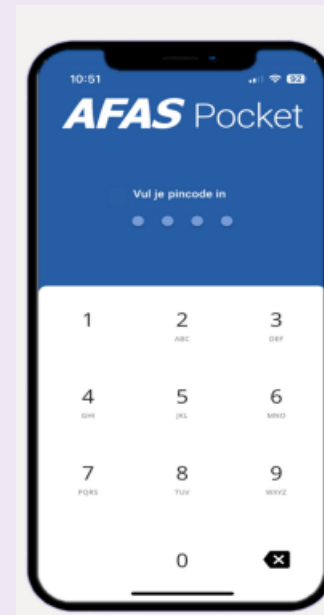 10:51 92
AFAS Pocket
Vul je pincode in
1 2 3
ABC DEF
4 5 6
GHI JKL MNO
7 8 9
PQRS TUV WXYZ
0